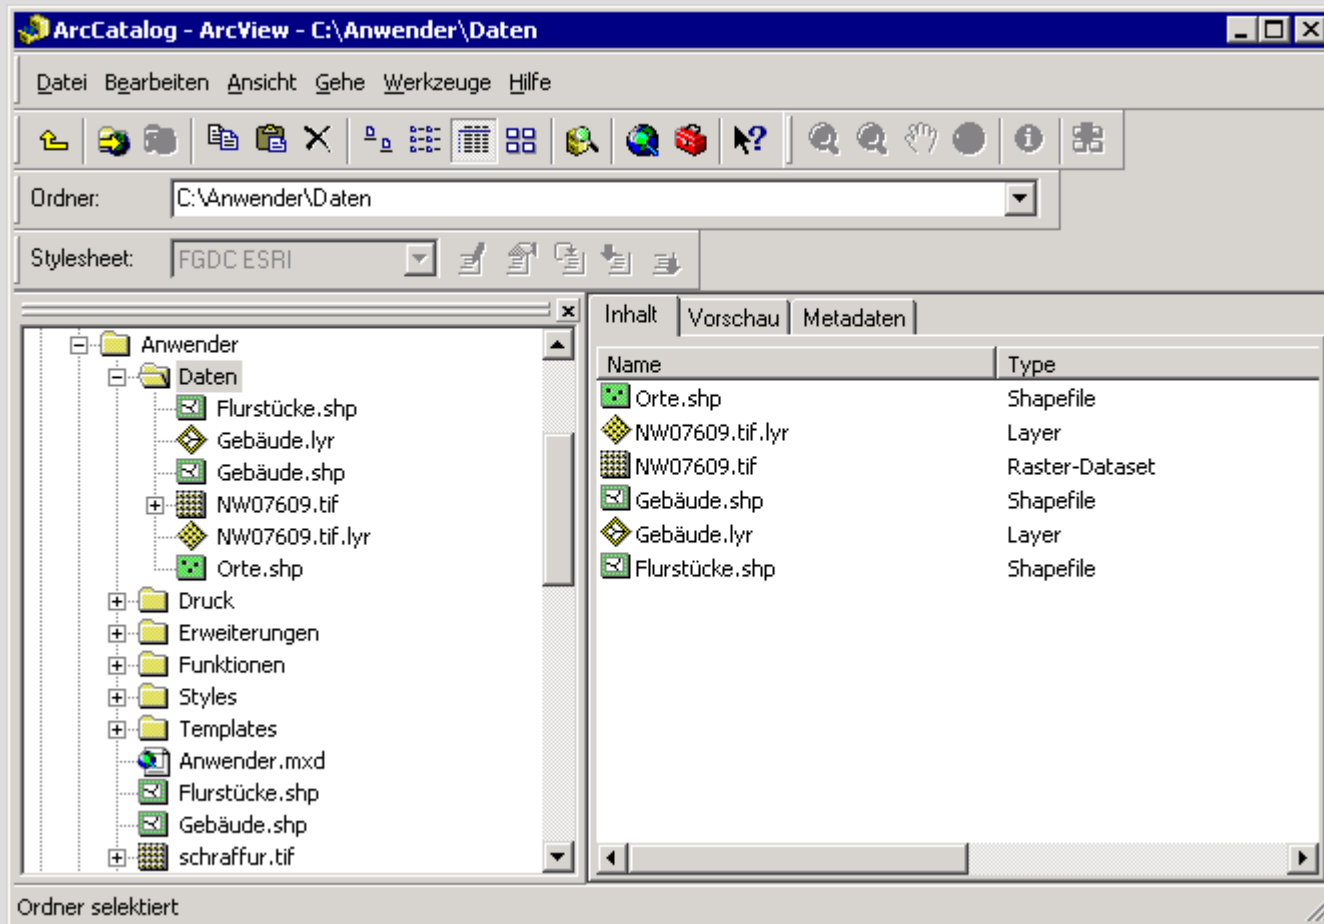 ArcCatalog - ArcView - C:\Anwender\Daten
Datei Bearbeiten Ansicht Gehe Werkzeuge Hilfe
Ordner: C:\Anwender\Daten
Stylesheet: FGDC ESRI
Anwender
Daten
Flurstücke.shp
Gebäude.lyr
Gebäude.shp
NW07609.tif
NW07609.tif.lyr
Orte.shp
Druck
Erweiterungen
Funktionen
Styles
Templates
Anwender.mxd
Flurstücke.shp
Gebäude.shp
schraffur.tif
Inhalt Vorschau Metadaten
Name Type
Orte.shp Shapefile
NW07609.tif.lyr Layer
NW07609.tif Raster-Dataset
Gebäude.shp Shapefile
Gebäude.lyr Layer
Flurstücke.shp Shapefile
Ordner selektiert